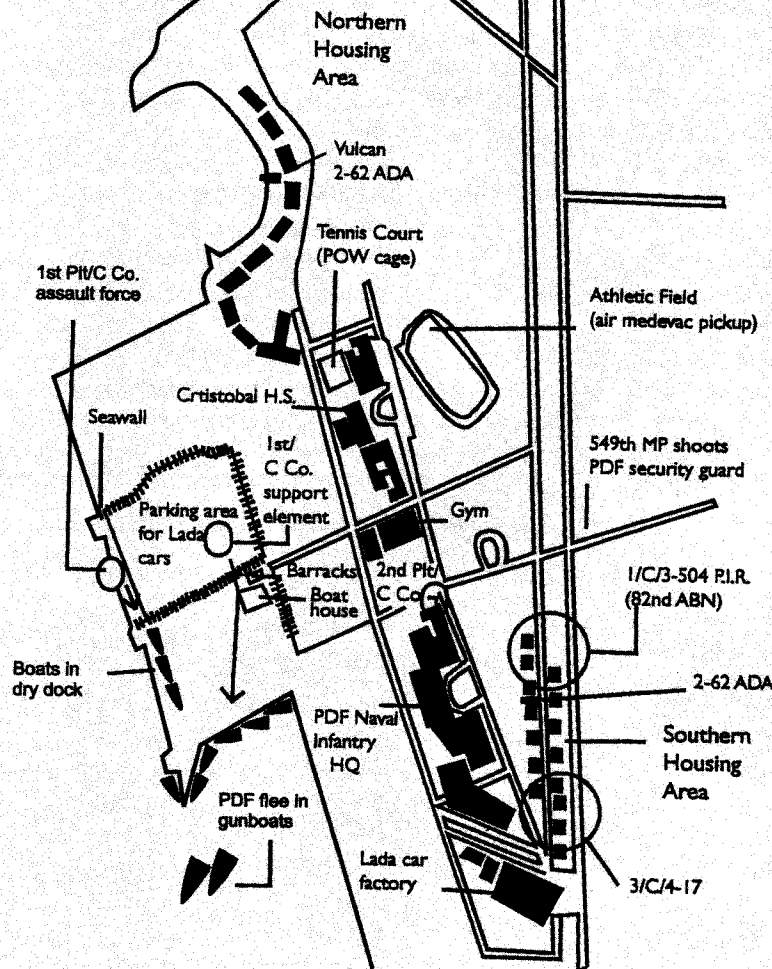 Northern
Housing
Area
Vulcan
2-62 ADA
Tennis Court
(POW cage)
1st Plt/C Co.
assault force
Athletic Field
(air medevac pickup)
Crtistobal H.S.
Seawall
1st/
C Co.
support
element
549th MP shoots
PDF security guard
Parking area
for Lada
cars
Gym
Barracks
Boat
house
2nd Plt/
C Co
1/C/3-504 P.I.R.
(82nd ABN)
Boats in
dry dock
2-62 ADA
PDF Naval
Infantry
HQ
Southern
Housing
Area
PDF flee in
gunboats
Lada car
factory
3/C/4-17